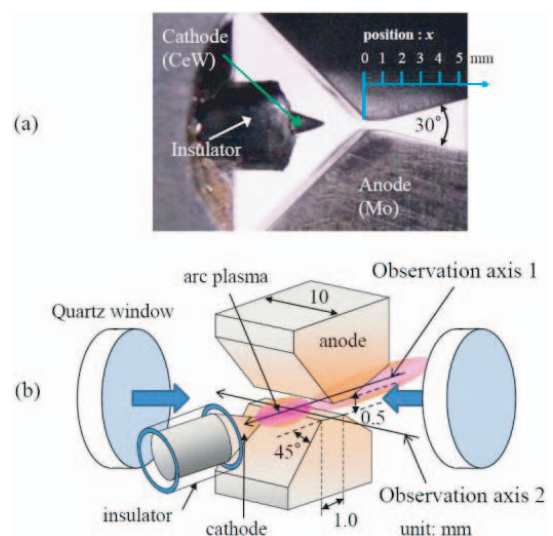 (a)
Cathode
(CeW)
position : x
0 1 2 3 4 5 mm
Insulator
30°
Anode
(Mo)
(b)
arc plasma
Observation axis 1
Quartz window
10
anode
0.5
45°
Observation axis 2
insulator
cathode
1.0
unit: mm